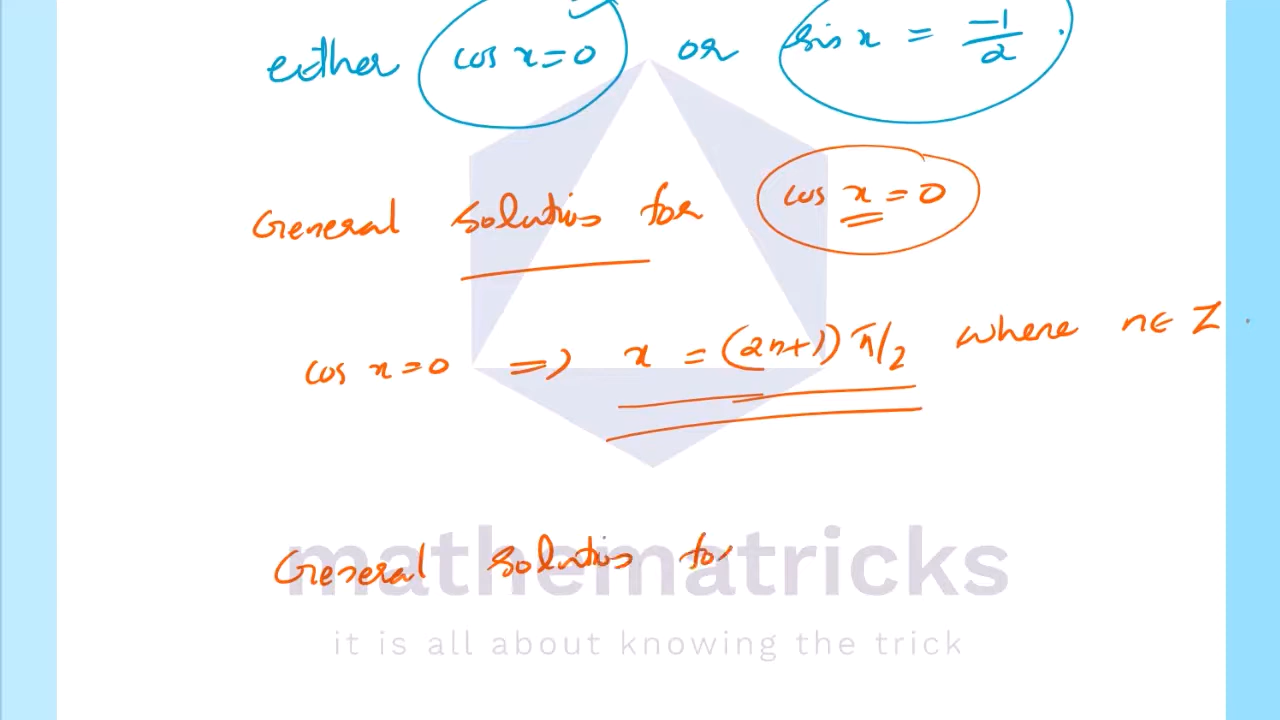 either cos x = 0 or sin x = -1/2 .
General solution for cos x = 0
cos x = 0 ⇒ x = (2n+1) π/2 where n ∈ Z .
General solution for
mathematricks
it is all about knowing the trick